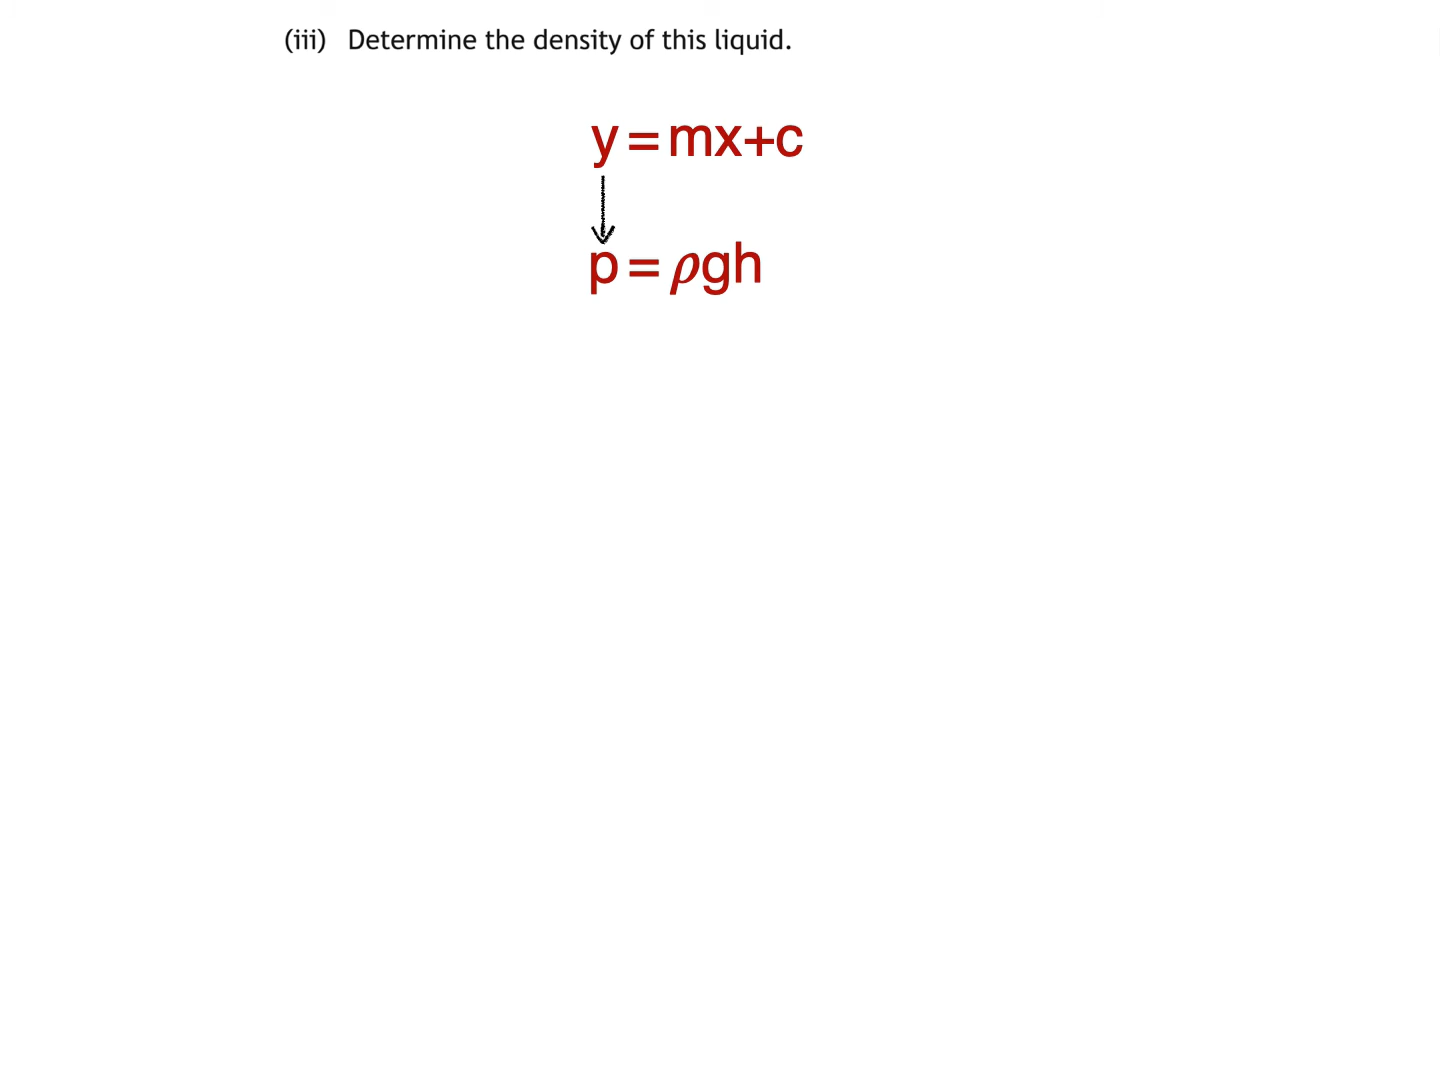 (iii) Determine the density of this liquid.
y = mx+c
p = ρgh